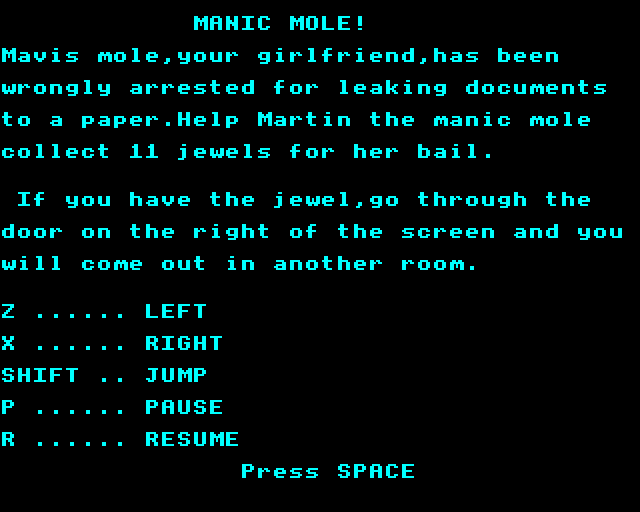 MANIC MOLE!
Mavis mole,your girlfriend,has been
wrongly arrested for leaking documents
to a paper.Help Martin the manic mole
collect 11 jewels for her bail.
If you have the jewel,go through the
door on the right of the screen and you
will come out in another room.
Z ...... LEFT
X ...... RIGHT
SHIFT .. JUMP
P ...... PAUSE
R ...... RESUME
Press SPACE